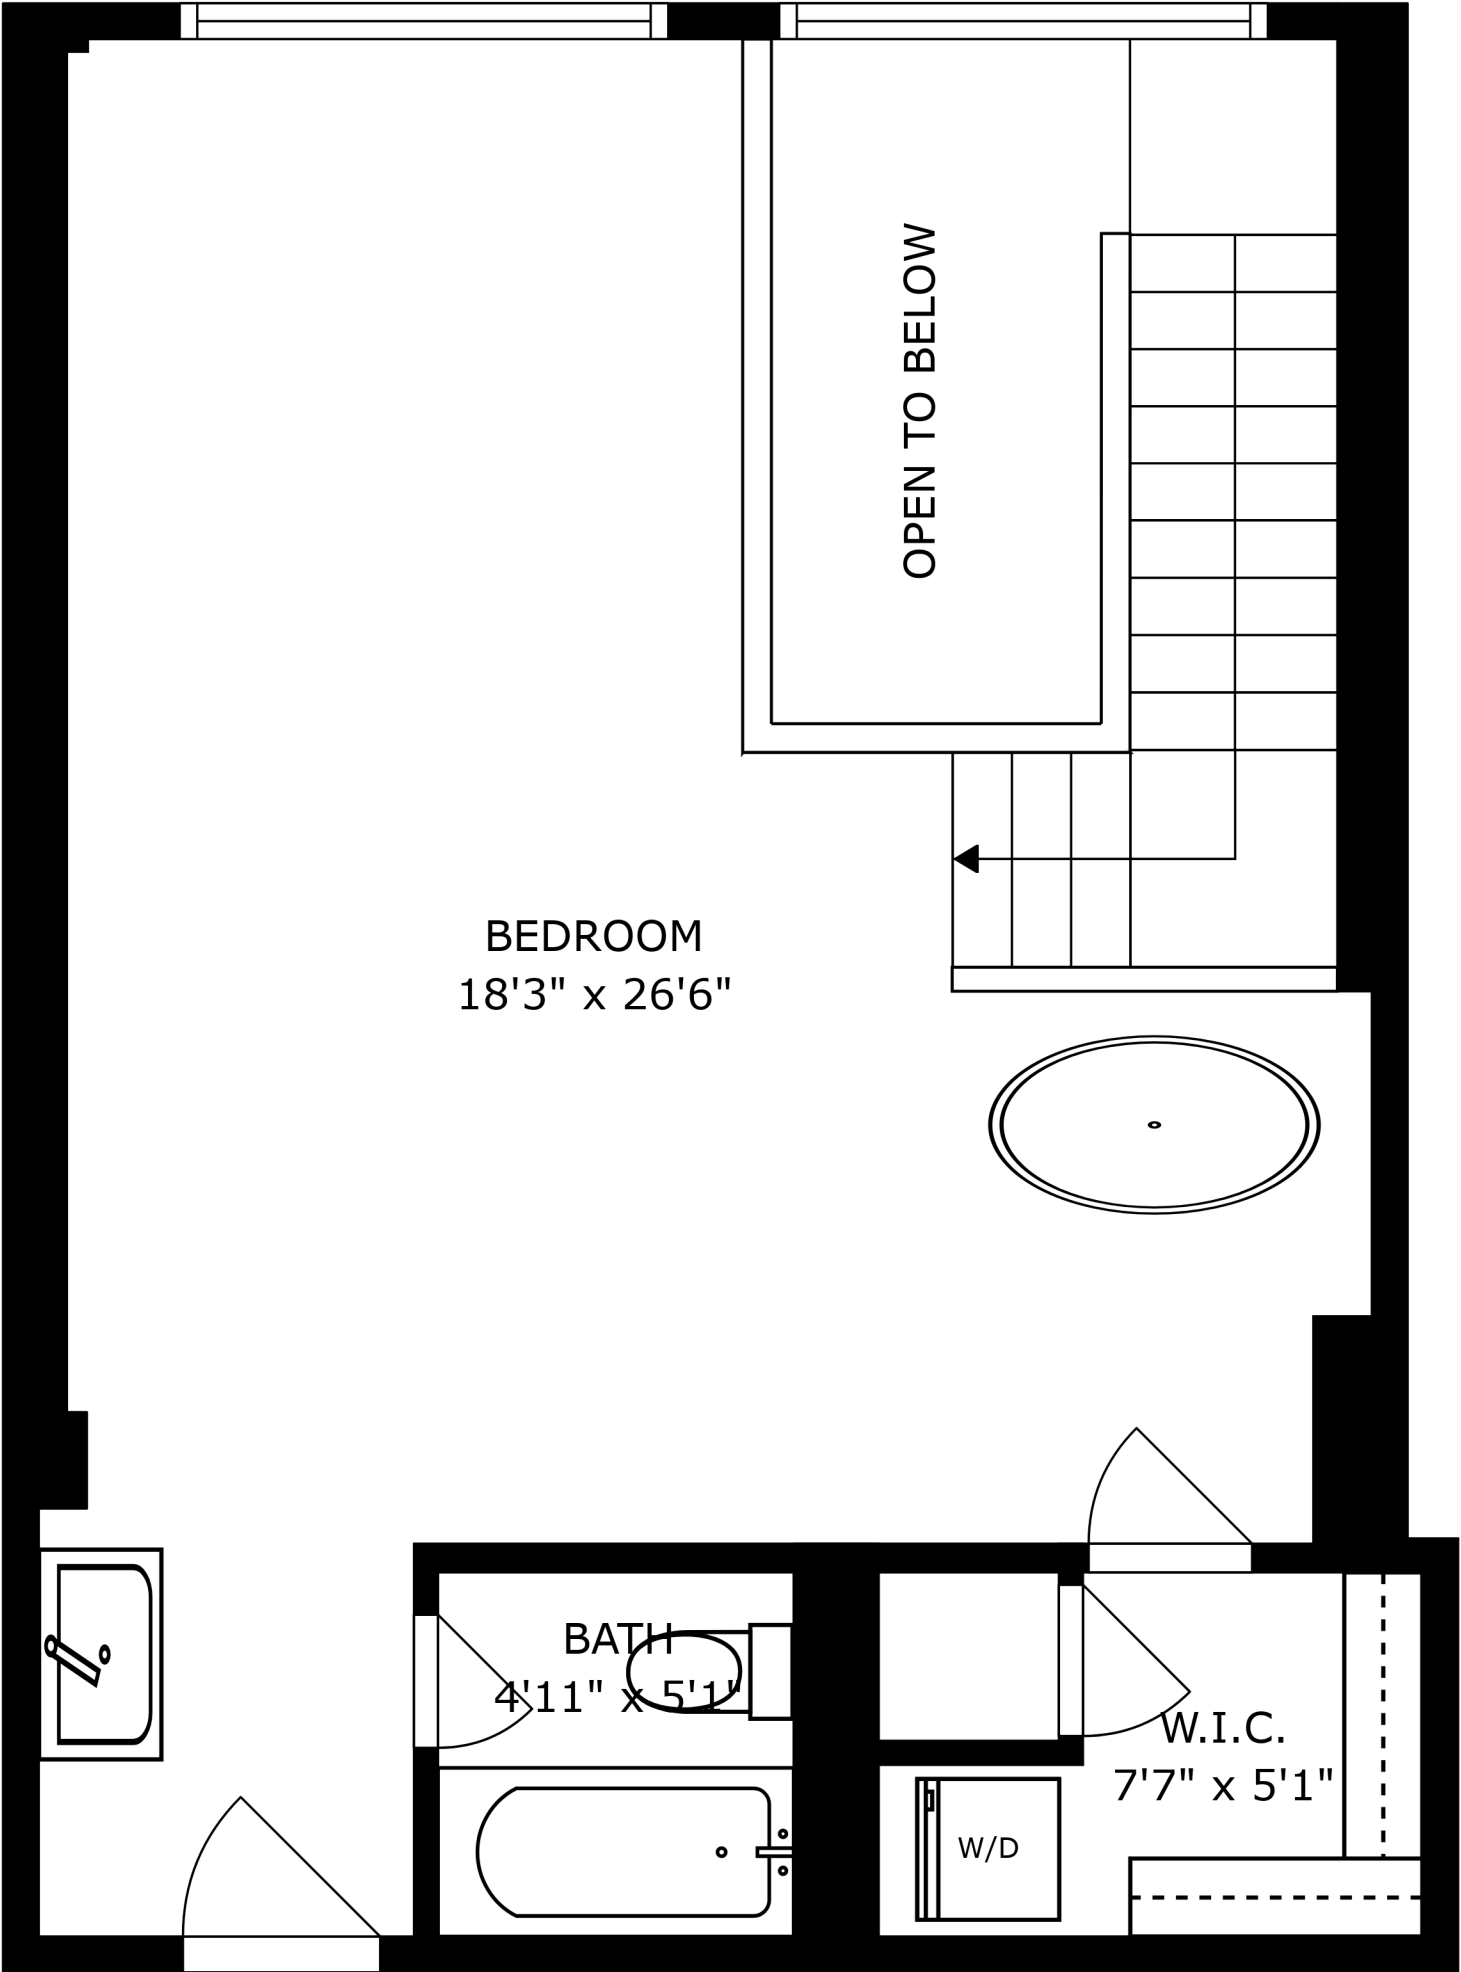 OPEN TO BELOW
BEDROOM
18'3" x 26'6"
BATH
4'11" x 5'1"
W.I.C.
7'7" x 5'1"
W/D